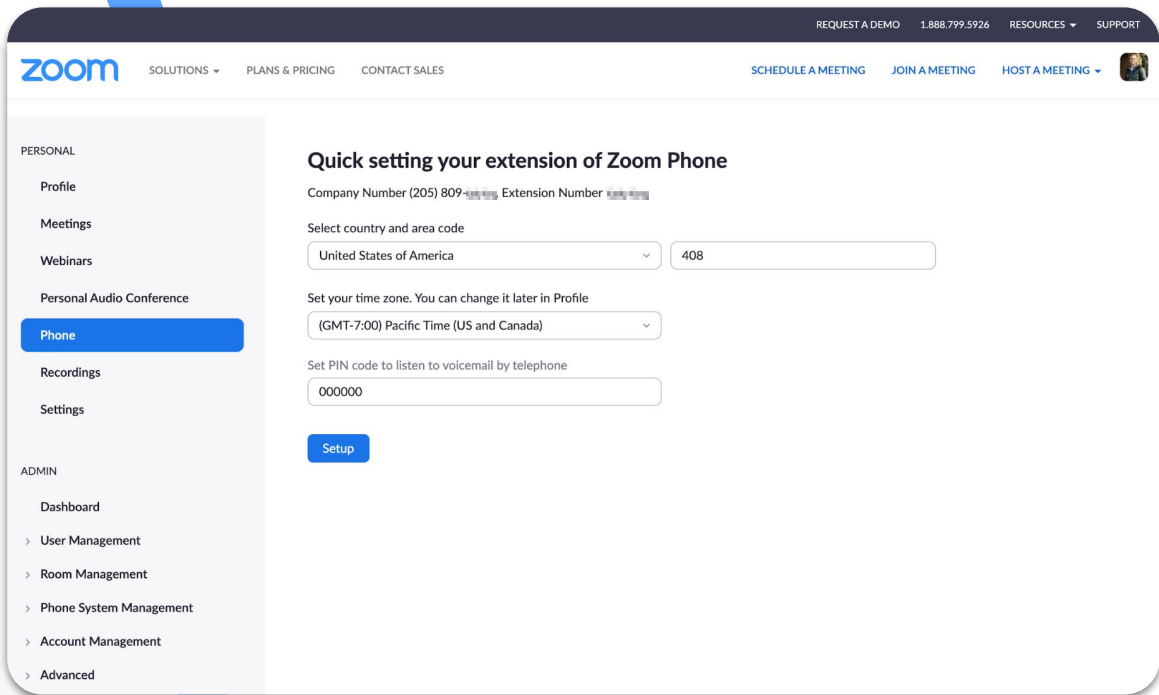 REQUEST A DEMO 1.888.799.5926 RESOURCES SUPPORT
zoom SOLUTIONS PLANS & PRICING CONTACT SALES SCHEDULE A MEETING JOIN A MEETING HOST A MEETING
PERSONAL
Profile
Meetings
Webinars
Personal Audio Conference
Phone
Recordings
Settings
ADMIN
Dashboard
User Management
Room Management
Phone System Management
Account Management
Advanced
Quick setting your extension of Zoom Phone
Company Number (205) 809- , Extension Number
Select country and area code
United States of America 408
Set your time zone. You can change it later in Profile
(GMT-7:00) Pacific Time (US and Canada)
Set PIN code to listen to voicemail by telephone
000000
Setup